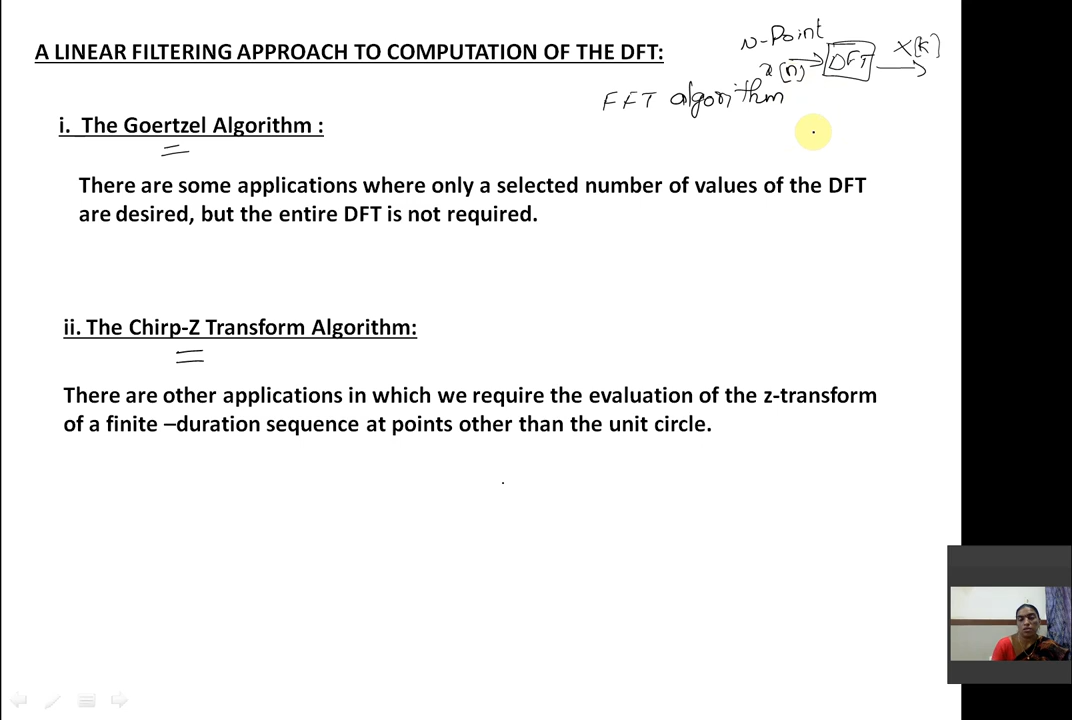 A LINEAR FILTERING APPROACH TO COMPUTATION OF THE DFT:
N-Point
x(n) → DFT → X(k)
FFT algorithm
i. The Goertzel Algorithm :
There are some applications where only a selected number of values of the DFT
are desired, but the entire DFT is not required.
ii. The Chirp-Z Transform Algorithm:
There are other applications in which we require the evaluation of the z-transform
of a finite –duration sequence at points other than the unit circle.